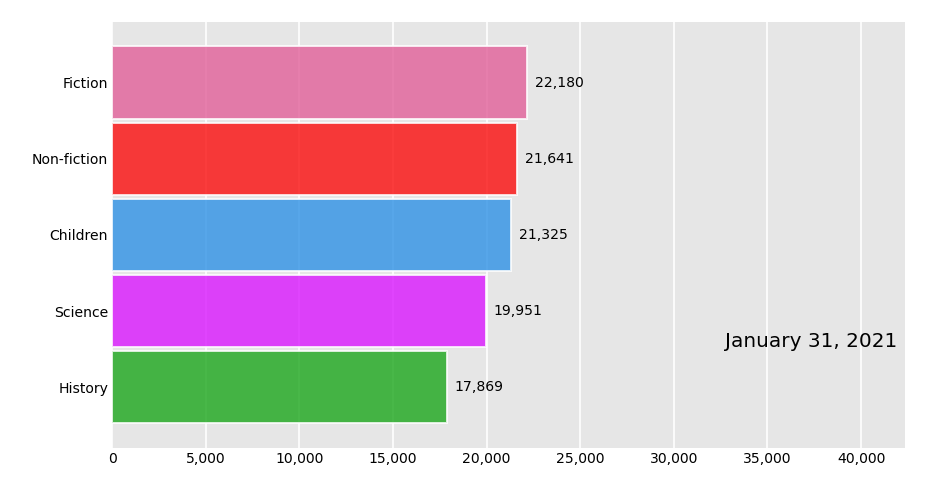 Fiction 22,180
Non-fiction 21,641
Children 21,325
Science 19,951
January 31, 2021
History 17,869
0 5,000 10,000 15,000 20,000 25,000 30,000 35,000 40,000